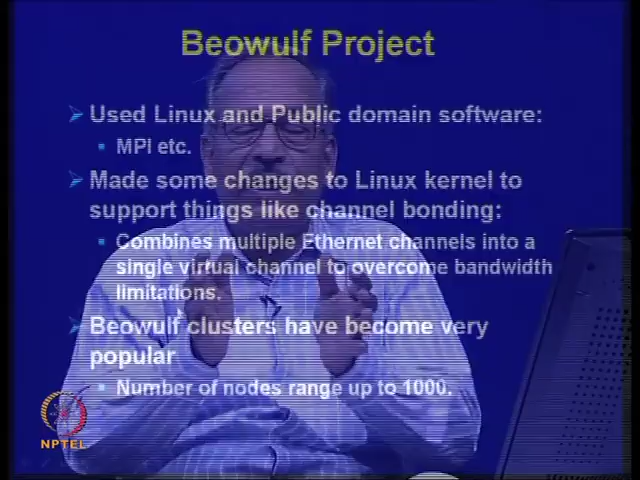 Beowulf Project
Used Linux and Public domain software:
MPI etc.
Made some changes to Linux kernel to
support things like channel bonding:
Combines multiple Ethernet channels into a
single virtual channel to overcome bandwidth
limitations.
Beowulf clusters have become very
popular
Number of nodes range up to 1000.
NPTEL